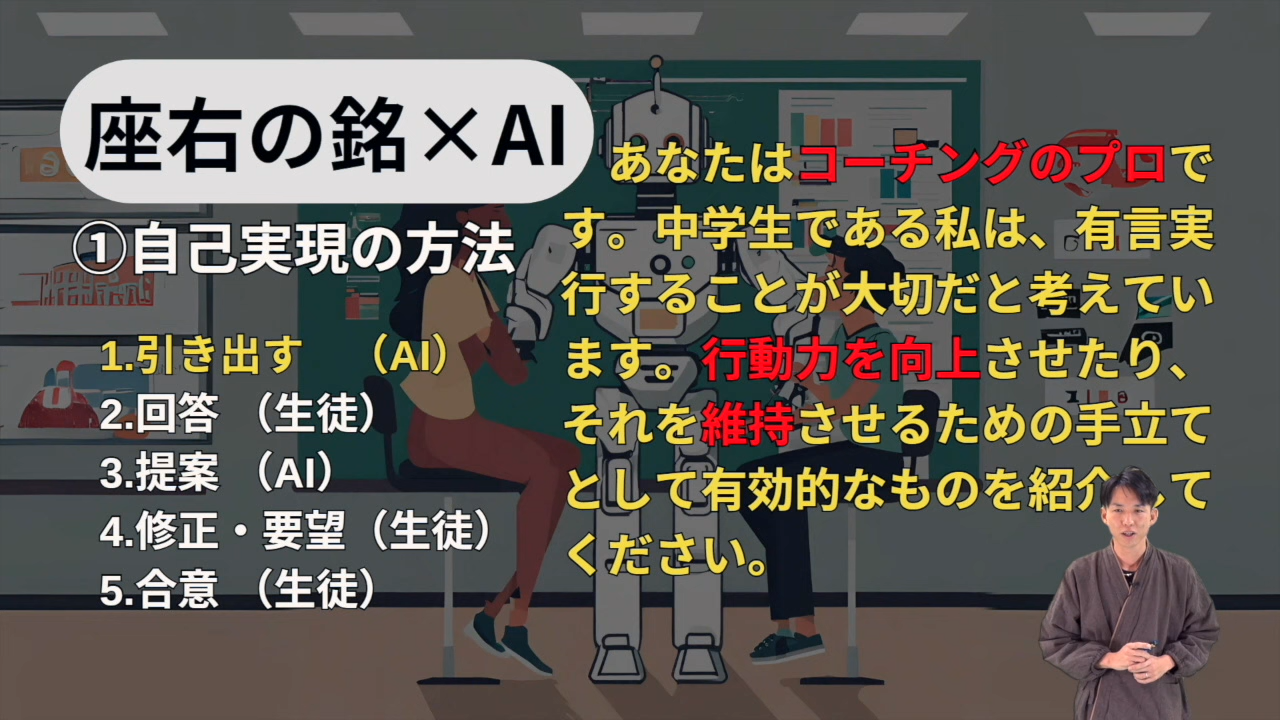 座右の銘×AI
①自己実現の方法
1.引き出す （AI）
2.回答 （生徒）
3.提案 （AI）
4.修正・要望（生徒）
5.合意 （生徒）
あなたはコーチングのプロで
す。中学生である私は、有言実
行することが大切だと考えてい
ます。行動力を向上させたり、
それを維持させるための手立て
として有効的なものを紹介して
ください。